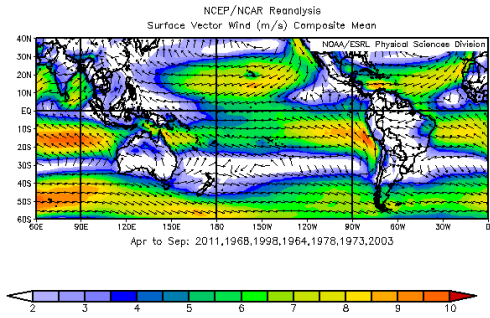 NCEP/NCAR Reanalysis
Surface Vector Wind (m/s) Composite Mean
NOAA/ESRL Physical Sciences Division
40N
30N
20N
10N
EQ
10S
20S
30S
40S
50S
60S
60E 90E 120E 150E 180 150W 120W 90W 60W 30W 0
Apr to Sep: 2011,1968,1998,1964,1978,1973,2003
2 3 4 5 6 7 8 9 10